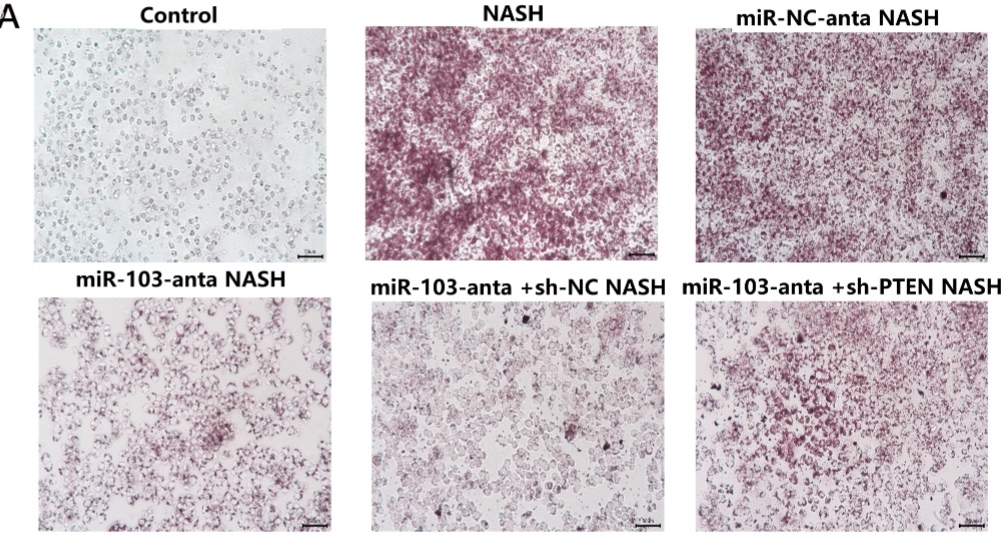 A
Control
NASH
miR-NC-anta NASH
miR-103-anta NASH
miR-103-anta +sh-NC NASH
miR-103-anta +sh-PTEN NASH